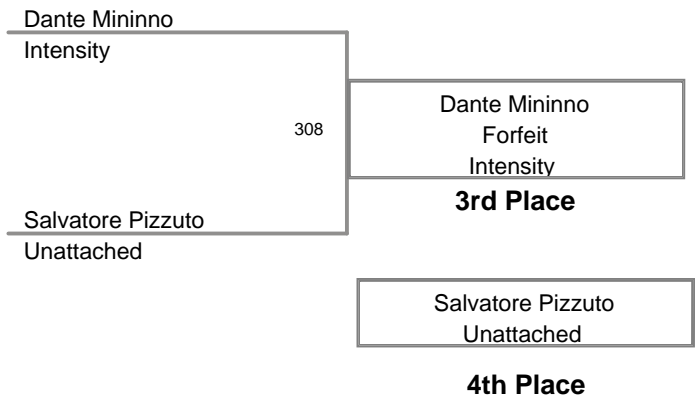 Dante Mininno
Intensity
308
Dante Mininno
Forfeit
Intensity
3rd Place
Salvatore Pizzuto
Unattached
Salvatore Pizzuto
Unattached
4th Place